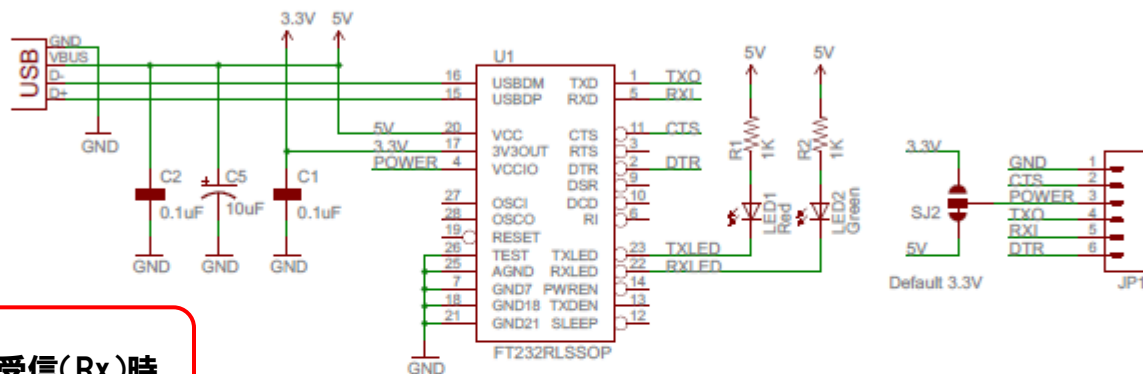 3.3V 5V
GND
VBUS
D-
D+
USB
GND
C2
0.1uF
GND
C5
10uF
GND
C1
0.1uF
GND
5V
3.3V
POWER
U1
16 USBDM TXD 1 TXO
15 USBDP RXD 5 RXI
20 VCC CTS 11 CTS
17 3V3OUT RTS 3
4 VCCIO DTR 2 DTR
DSR 9
27 OSCI DCD 10
28 OSCO RI 6
19 RESET
26 TEST TXLED 23 TXLED
25 AGND RXLED 22 RXLED
7 GND7 PWREN 14
18 GND18 TXDEN 13
21 GND21 SLEEP 12
FT232RLSSOP
GND
5V 5V
R1
1K
R2
1K
LED1
Red
LED2
Green
3.3V
SJ2
5V
Default 3.3V
GND 1
CTS 2
POWER 3
TXO 4
RXI 5
DTR 6
JP1
受信(Rx)時